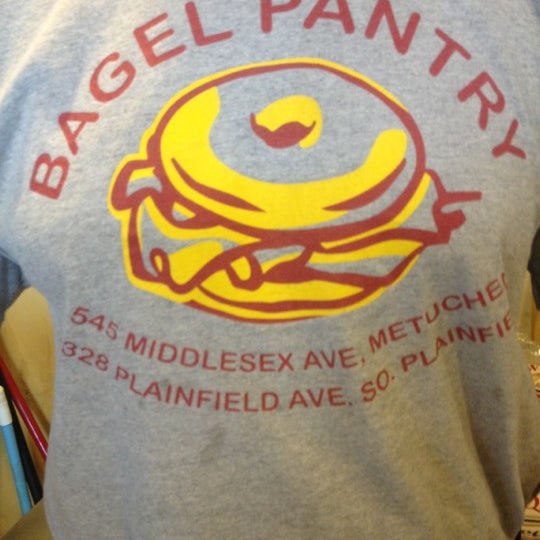 BAGEL PANTRY
545 MIDDLESEX AVE, METUCHEN
328 PLAINFIELD AVE, SO. PLAINFIE